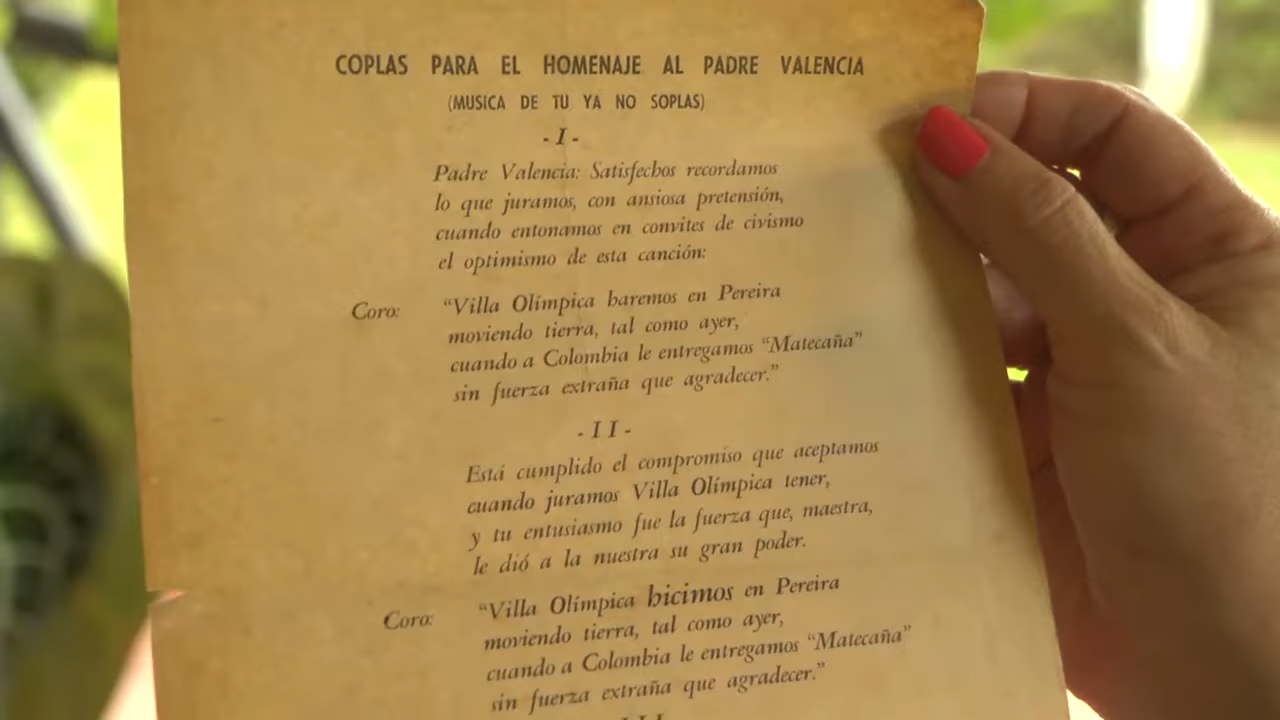 COPLAS PARA EL HOMENAJE AL PADRE VALENCIA
(MUSICA DE TU YA NO SOPLAS)
- I -
Padre Valencia: Satisfechos recordamos
lo que juramos, con ansiosa pretensión,
cuando entonamos en convites de civismo
el optimismo de esta canción:
Coro: "Villa Olímpica haremos en Pereira
moviendo tierra, tal como ayer,
cuando a Colombia le entregamos "Matecaña"
sin fuerza extraña que agradecer."
- I I -
Está cumplido el compromiso que aceptamos
cuando juramos Villa Olímpica tener,
y tu entusiasmo fue la fuerza que, maestra,
le dió a la nuestra su gran poder.
Coro: "Villa Olímpica hicimos en Pereira
moviendo tierra, tal como ayer,
cuando a Colombia le entregamos "Matecaña"
sin fuerza extraña que agradecer."